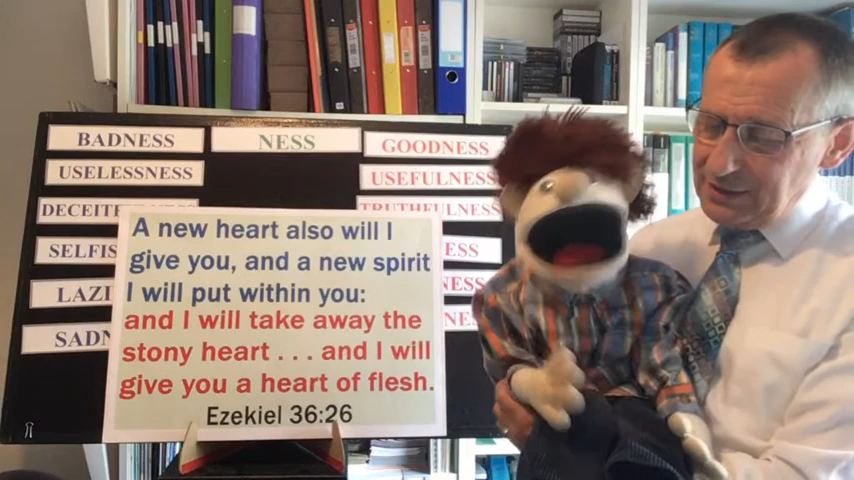 BADNESS
NESS
GOODNESS
USELESSNESS
USEFULNESS
TRUTHFULNESS
A new heart also will I
give you, and a new spirit
I will put within you:
and I will take away the
stony heart . . . and I will
give you a heart of flesh.
Ezekiel 36:26